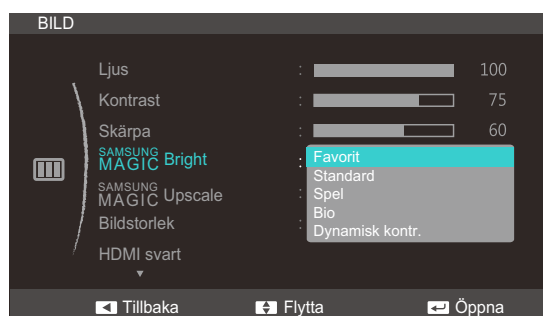 BILD
Ljus : 100
Kontrast : 75
Skärpa : 60
SAMSUNG MAGIC Bright :
SAMSUNG MAGIC Upscale :
Bildstorlek :
HDMI svart
Favorit
Standard
Spel
Bio
Dynamisk kontr.
Tillbaka Flytta Öppna